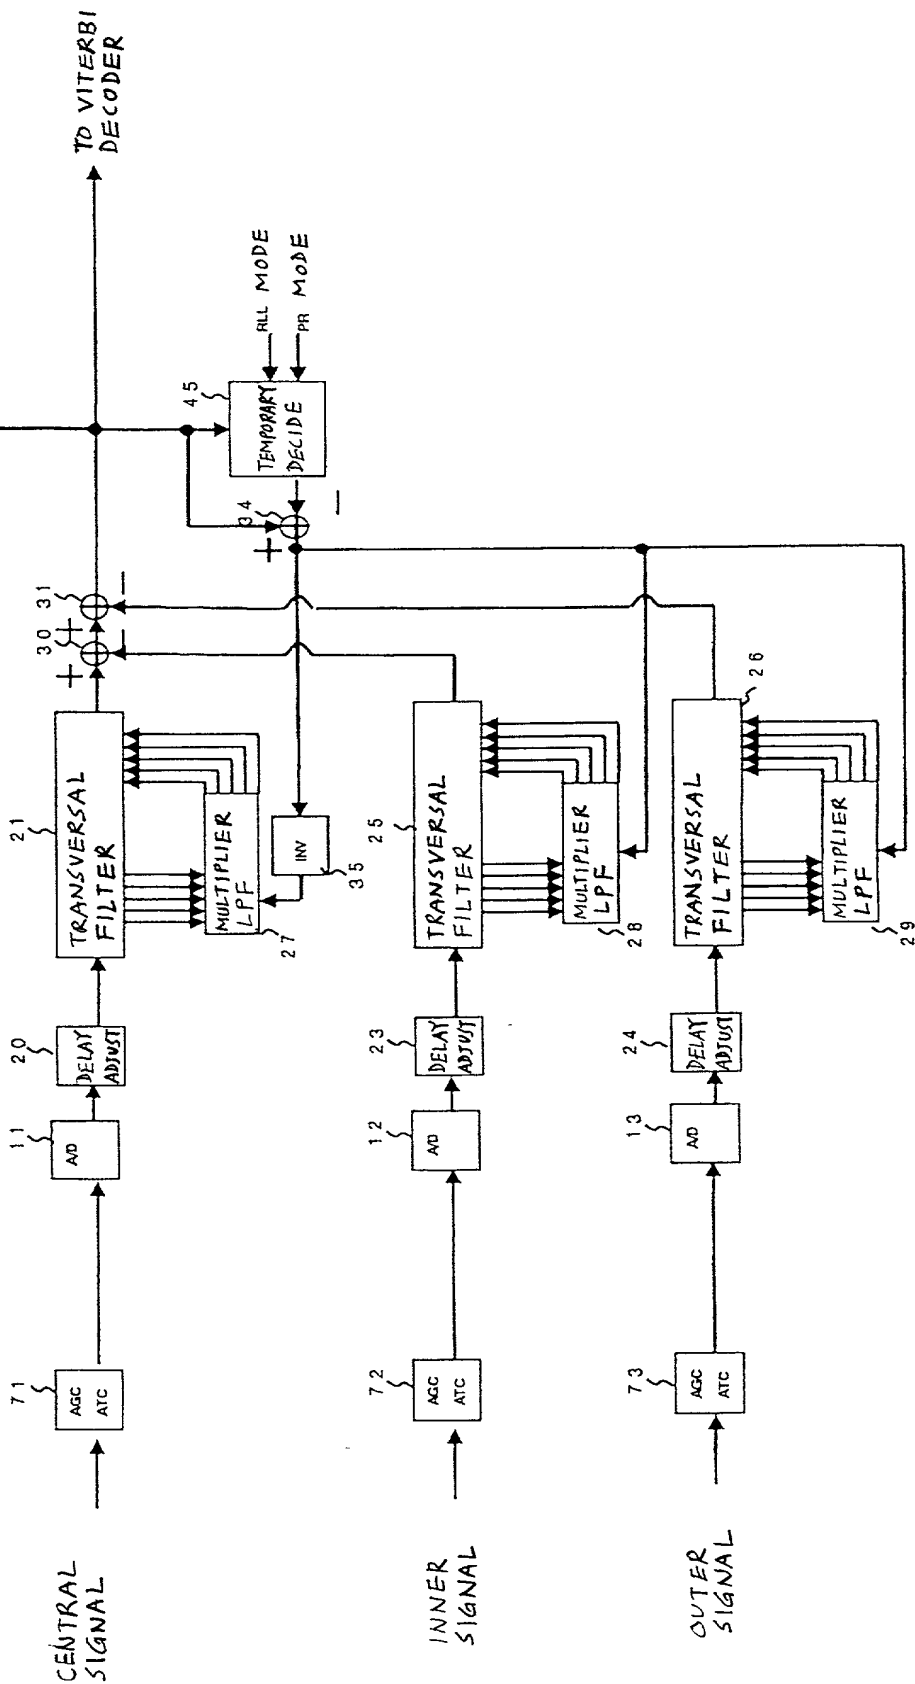 CENTRAL
SIGNAL
71
AGC
ATC
11
A/D
20
DELAY
ADJUST
21
TRANSVERSAL
FILTER
MULTIPLIER
LPF
27
INV
35
30
+
−
31
+
−
TO VITERBI
DECODER
34
+
−
45
TEMPORARY
DECIDE
RLL MODE
PR MODE
INNER
SIGNAL
72
AGC
ATC
12
A/D
23
DELAY
ADJUST
25
TRANSVERSAL
FILTER
MULTIPLIER
LPF
28
OUTER
SIGNAL
73
AGC
ATC
13
A/D
24
DELAY
ADJUST
26
TRANSVERSAL
FILTER
MULTIPLIER
LPF
29